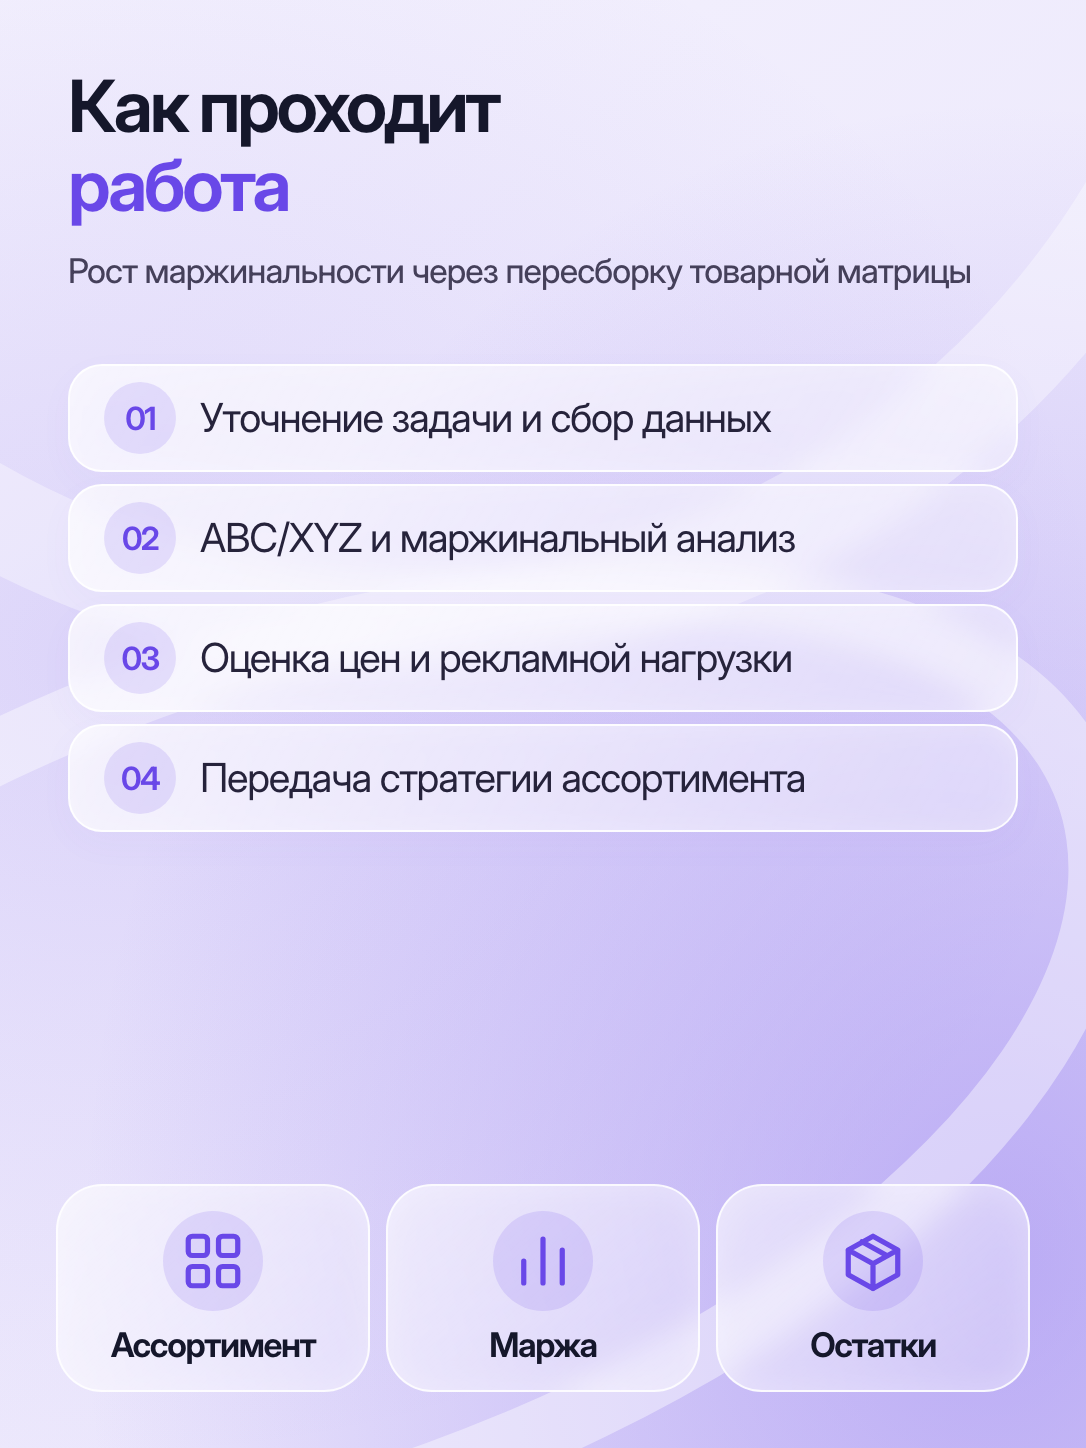 Как проходит
работа
Рост маржинальности через пересборку товарной матрицы
01 Уточнение задачи и сбор данных
02 ABC/XYZ и маржинальный анализ
03 Оценка цен и рекламной нагрузки
04 Передача стратегии ассортимента
Ассортимент Маржа Остатки